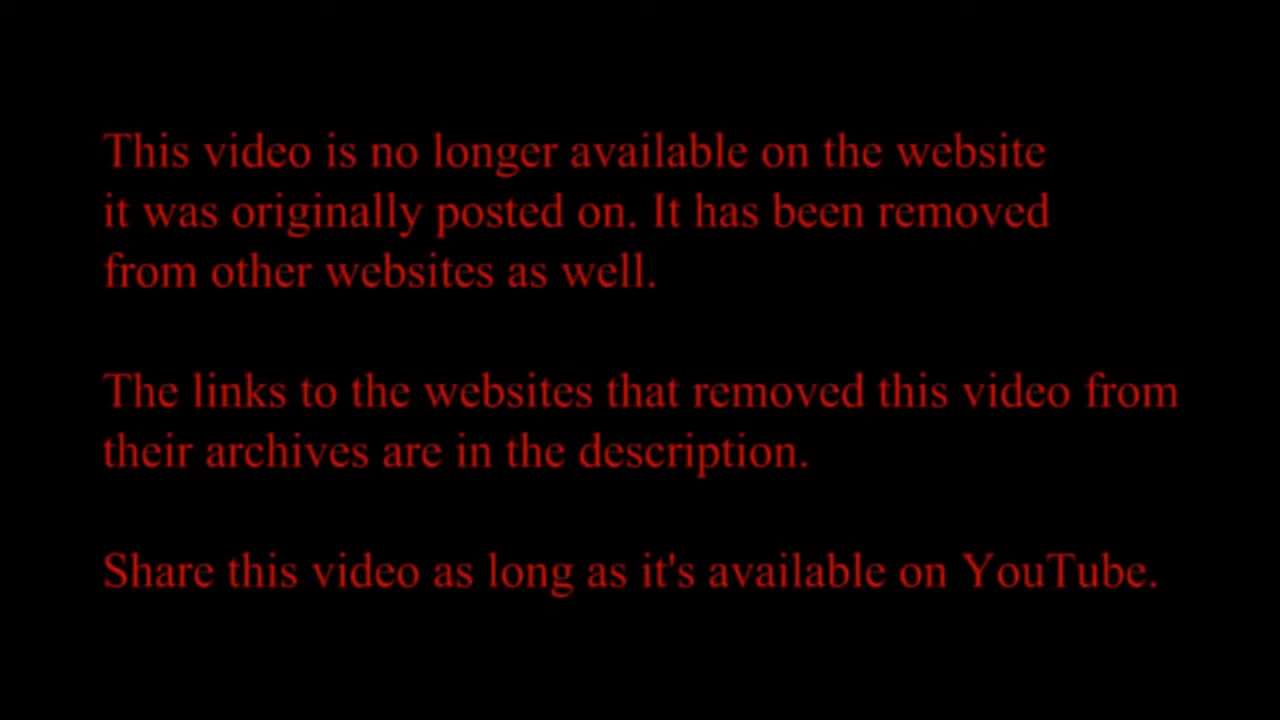 This video is no longer available on the website
it was originally posted on. It has been removed
from other websites as well.
The links to the websites that removed this video from
their archives are in the description.
Share this video as long as it's available on YouTube.